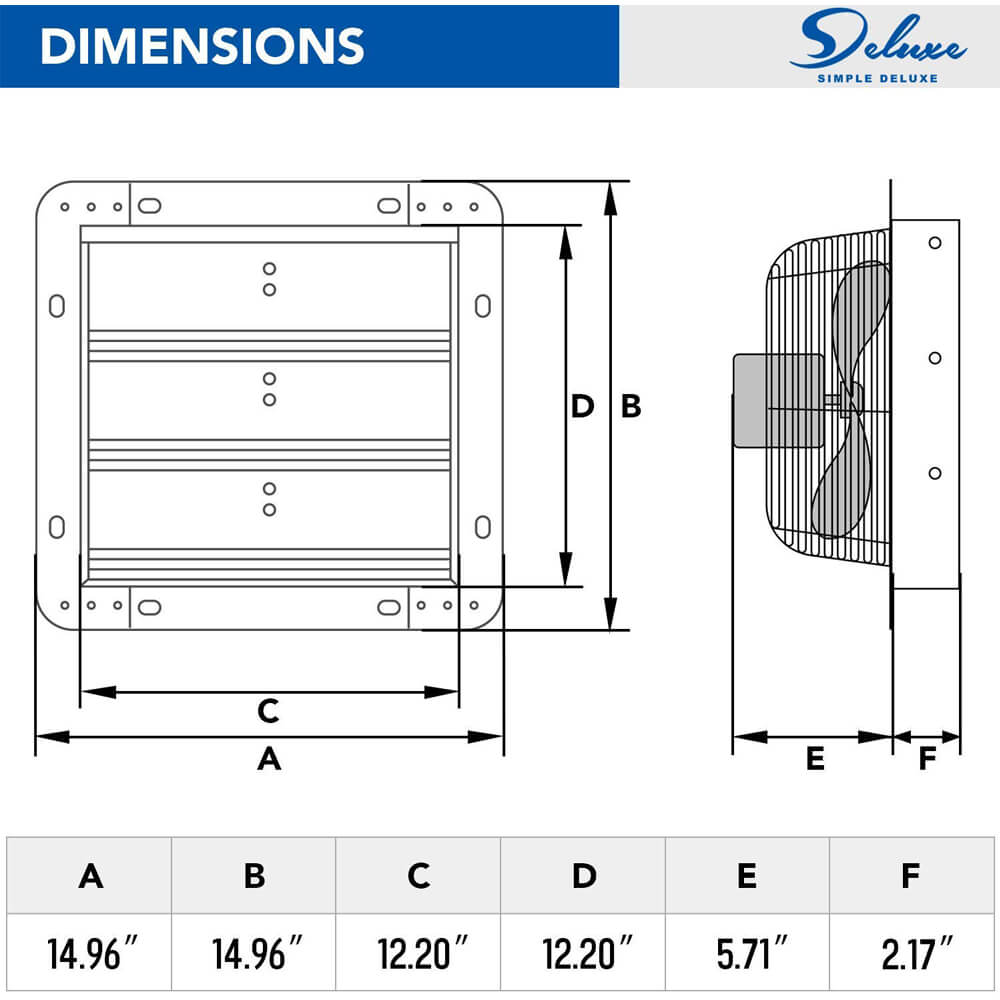 DIMENSIONS
Deluxe
SIMPLE DELUXE
D
B
C
A
E
F
A B C D E F
14.96″ 14.96″ 12.20″ 12.20″ 5.71″ 2.17″